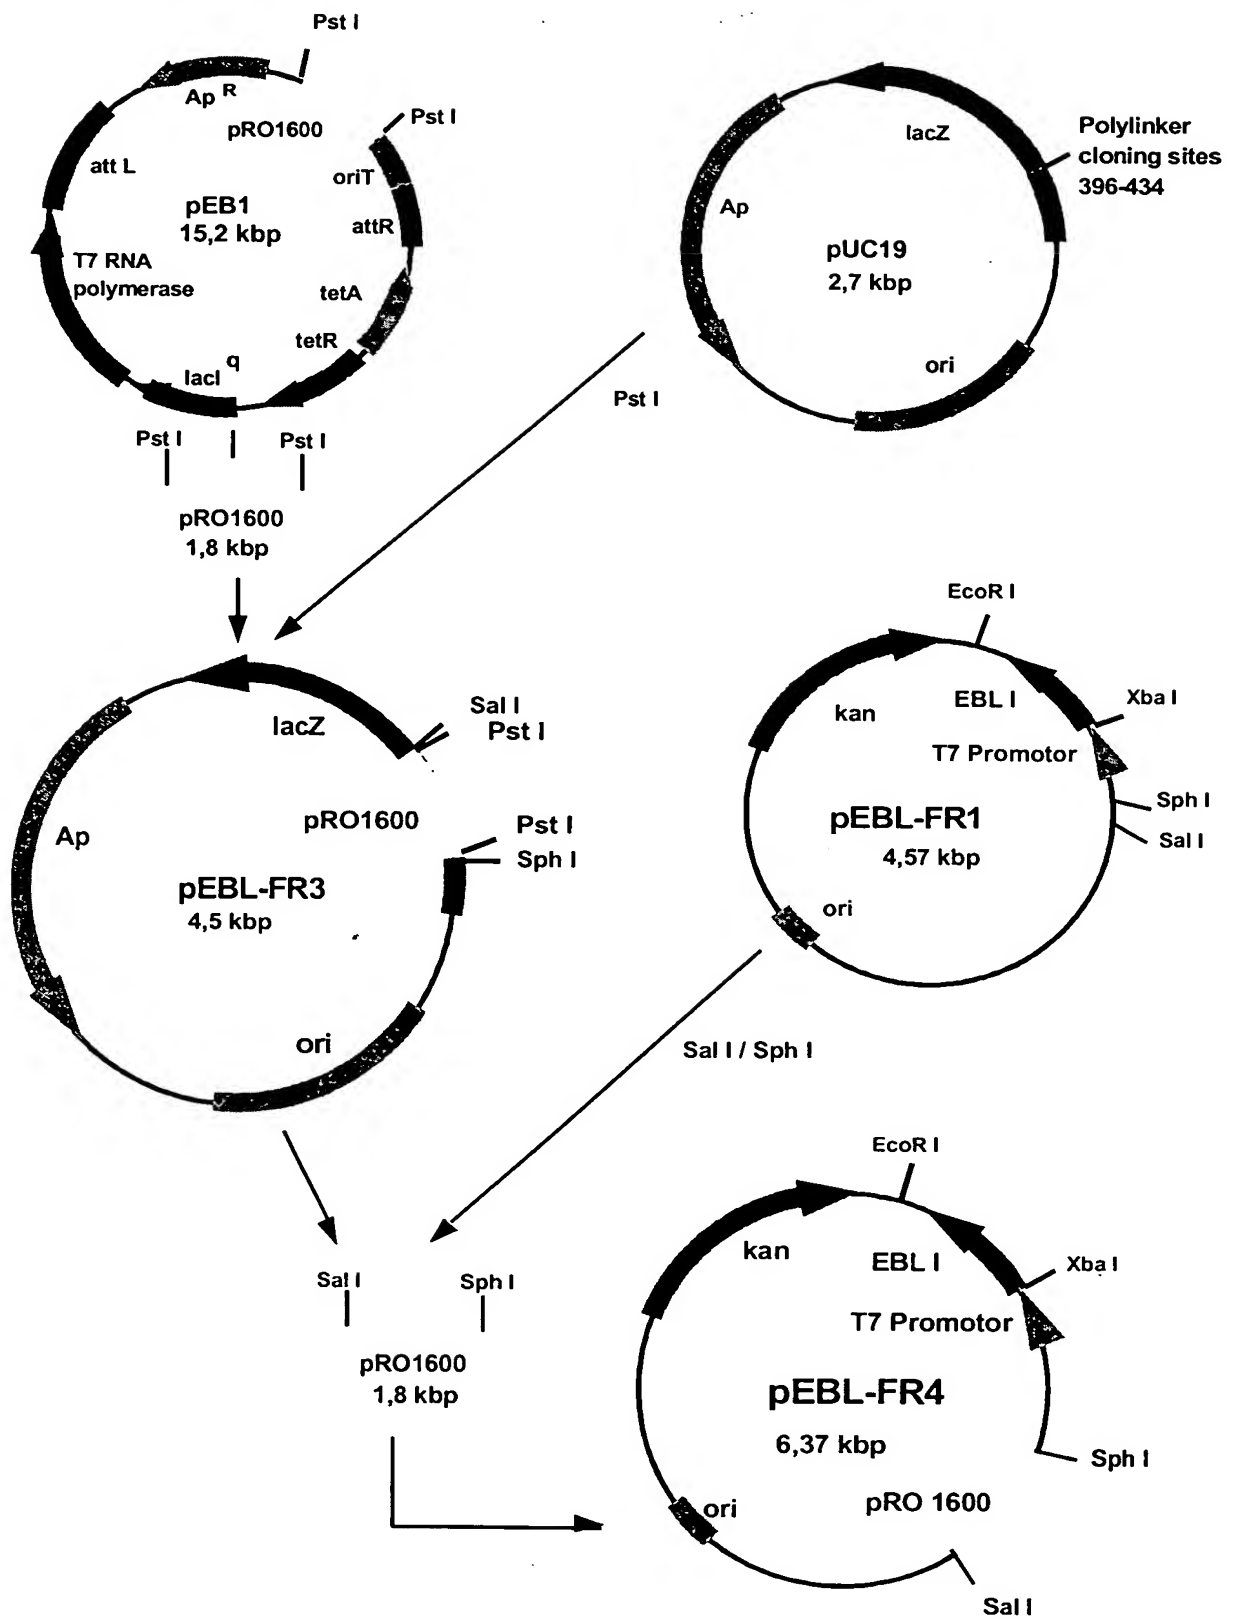 Pst I
Ap R
pRO1600
Pst I
att L
oriT
pEB1
15,2 kbp
attR
T7 RNA
polymerase
tetA
tetR
lacI q
Pst I
Pst I
pRO1600
1,8 kbp
lacZ
Polylinker
cloning sites
396-434
Ap
pUC19
2,7 kbp
ori
Pst I
lacZ
Sal I
Pst I
pRO1600
Pst I
Sph I
Ap
pEBL-FR3
4,5 kbp
ori
EcoR I
kan
EBL I
Xba I
T7 Promotor
pEBL-FR1
4,57 kbp
Sph I
Sal I
ori
Sal I / Sph I
Sal I
Sph I
pRO1600
1,8 kbp
EcoR I
kan
EBL I
Xba I
T7 Promotor
pEBL-FR4
6,37 kbp
Sph I
pRO 1600
ori
Sal I